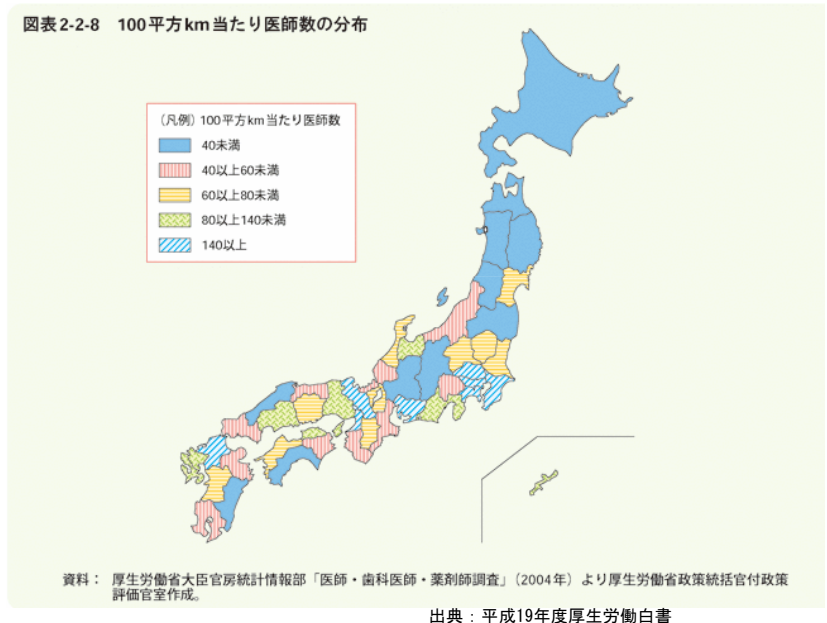 図表2-2-8 100平方km当たり医師数の分布
(凡例) 100平方km当たり医師数
40未満
40以上60未満
60以上80未満
80以上140未満
140以上
資料： 厚生労働省大臣官房統計情報部「医師・歯科医師・薬剤師調査」（2004年）より厚生労働省政策統括官付政策
評価官室作成。
出典：平成19年度厚生労働白書